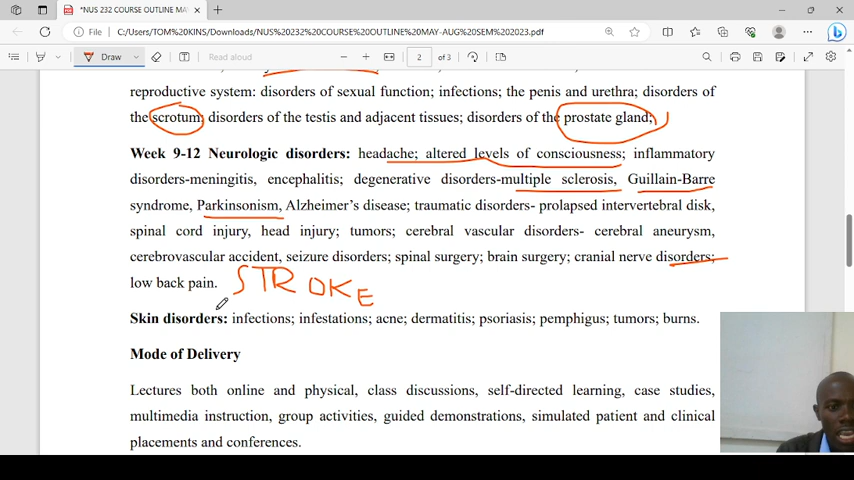 *NUS 232 COURSE OUTLINE MAY-
File C:/Users/TOM%20KINS/Downloads/NUS%20232%20COURSE%20OUTLINE%20MAY-AUG%20SEM%202023.pdf
Draw Read aloud 2 of 3
reproductive system: disorders of sexual function; infections; the penis and urethra; disorders of
the scrotum; disorders of the testis and adjacent tissues; disorders of the prostate gland;
Week 9-12 Neurologic disorders: headache; altered levels of consciousness; inflammatory
disorders-meningitis, encephalitis; degenerative disorders-multiple sclerosis, Guillain-Barre
syndrome, Parkinsonism, Alzheimer's disease; traumatic disorders- prolapsed intervertebral disk,
spinal cord injury, head injury; tumors; cerebral vascular disorders- cerebral aneurysm,
cerebrovascular accident, seizure disorders; spinal surgery; brain surgery; cranial nerve disorders;
low back pain. STROKE
Skin disorders: infections; infestations; acne; dermatitis; psoriasis; pemphigus; tumors; burns.
Mode of Delivery
Lectures both online and physical, class discussions, self-directed learning, case studies,
multimedia instruction, group activities, guided demonstrations, simulated patient and clinical
placements and conferences.